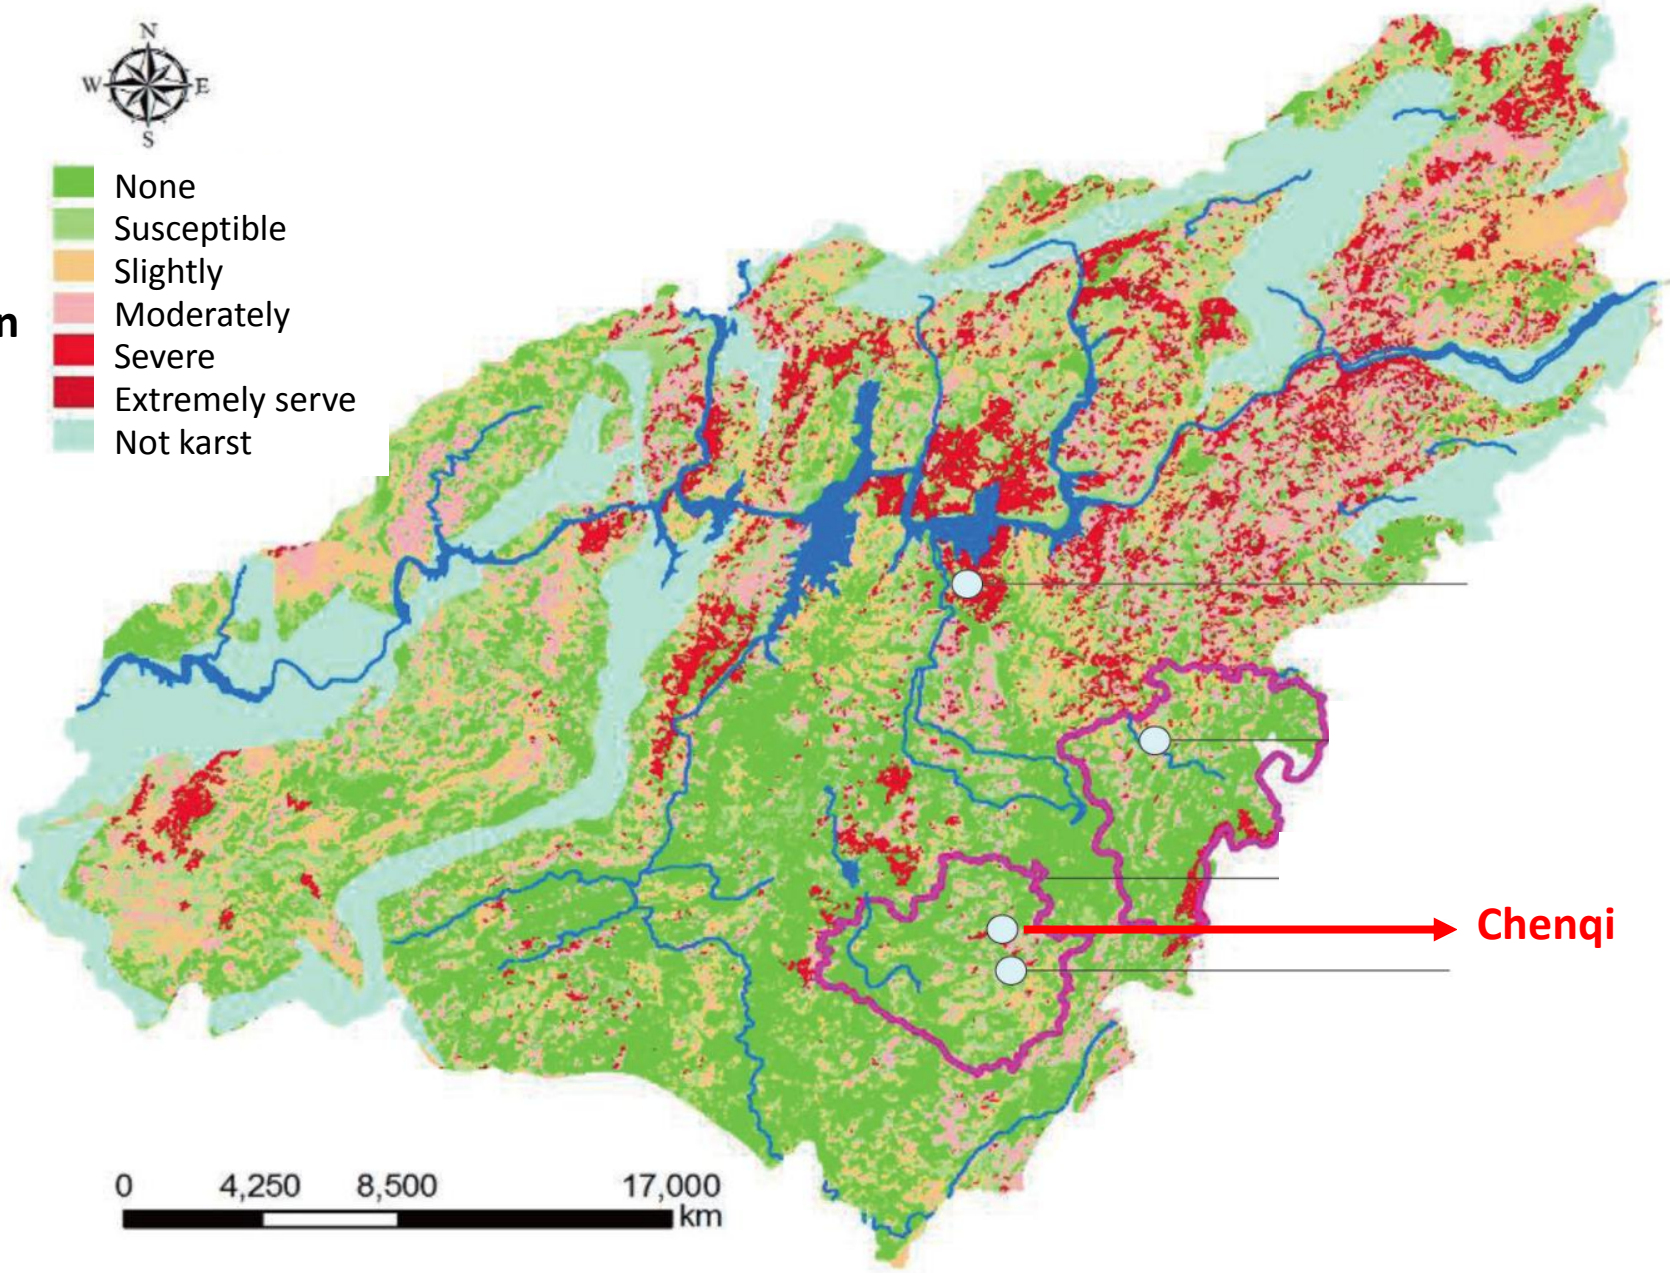 N
W E
S
None
Susceptible
Slightly
n
Moderately
Severe
Extremely serve
Not karst
Chenqi
0 4,250 8,500 17,000
km